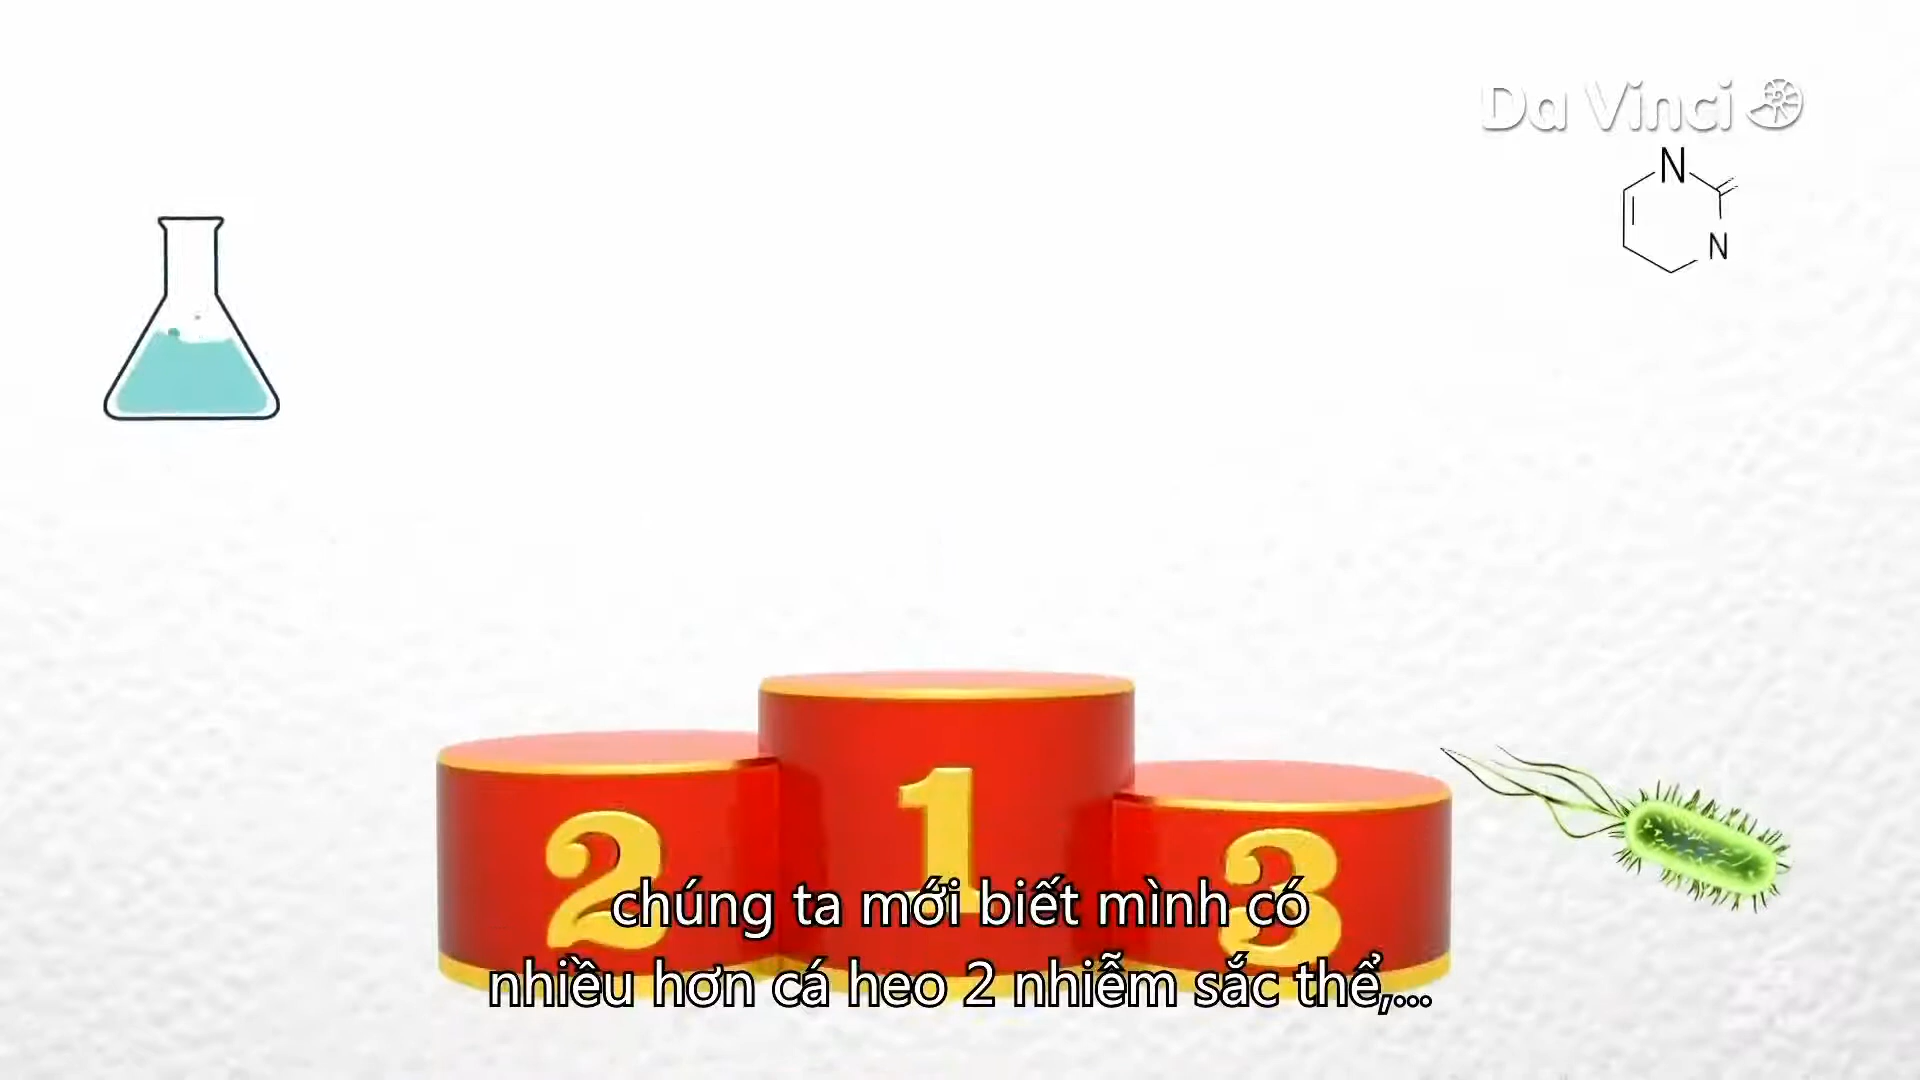 Da Vinci
N
N
2
1
3
chúng ta mới biết mình có
nhiều hơn cá heo 2 nhiễm sắc thể,...